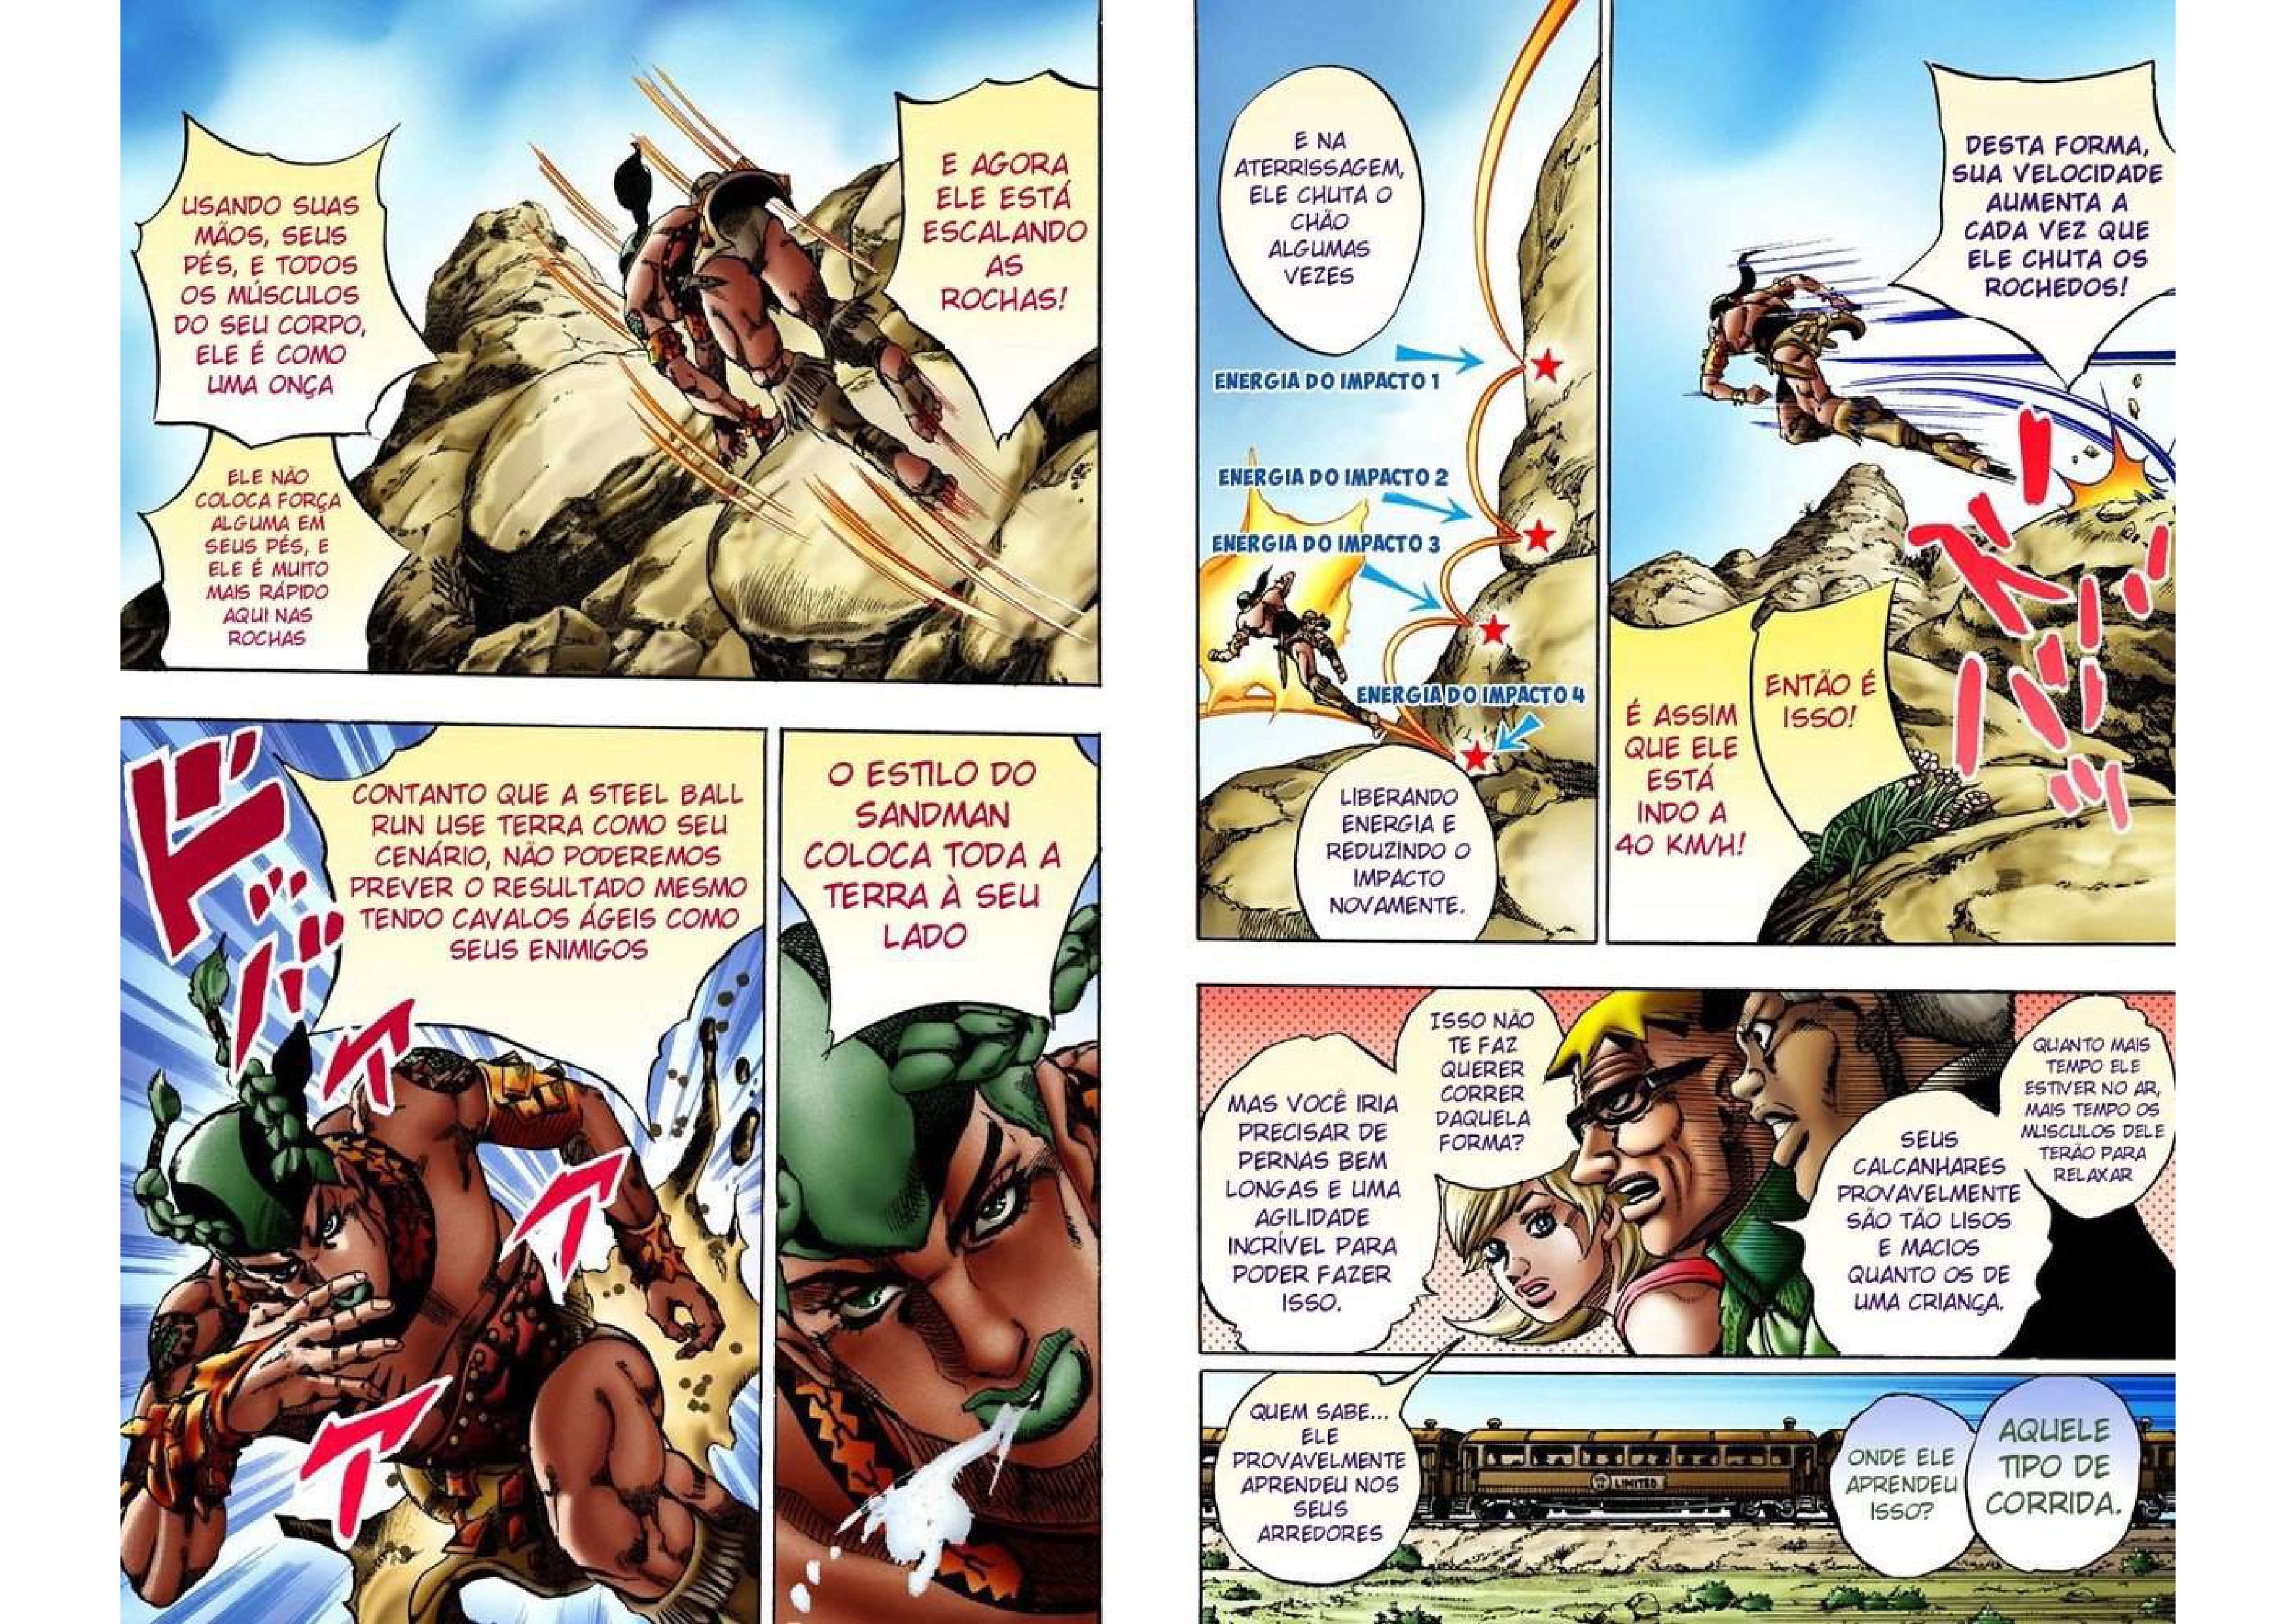 DESTA FORMA,
SUA VELOCIDADE
AUMENTA A
CADA VEZ QUE
ELE CHUTA OS
ROCHEDOS!
ENTÃO É
ISSO!
É ASSIM
QUE ELE
ESTÁ
INDO A
40 KM/H!
E NA
ATERRISSAGEM,
ELE CHUTA O
CHÃO
ALGUMAS
VEZES
ENERGIA DO IMPACTO 1
ENERGIA DO IMPACTO 2
ENERGIA DO IMPACTO 3
ENERGIA DO IMPACTO 4
LIBERANDO
ENERGIA E
REDUZINDO O
IMPACTO
NOVAMENTE.
QUANTO MAIS
TEMPO ELE
ESTIVER NO AR,
MAIS TEMPO OS
MUSCULOS DELE
TERÃO PARA
RELAXAR
SEUS
CALCANHARES
PROVAVELMENTE
SÃO TÃO LISOS
E MACIOS
QUANTO OS DE
UMA CRIANÇA.
ISSO NÃO
TE FAZ
QUERER
CORRER
DAQUELA
FORMA?
MAS VOCÊ IRIA
PRECISAR DE
PERNAS BEM
LONGAS E UMA
AGILIDADE
INCRÍVEL PARA
PODER FAZER
ISSO.
AQUELE
TIPO DE
CORRIDA.
ONDE ELE
APRENDEU
ISSO?
LIMITED
QUEM SABE...
ELE
PROVAVELMENTE
APRENDEU NOS
SEUS
ARREDORES
E AGORA
ELE ESTÁ
ESCALANDO
AS
ROCHAS!
USANDO SUAS
MÃOS, SEUS
PÉS, E TODOS
OS MÚSCULOS
DO SEU CORPO,
ELE É COMO
UMA ONÇA
ELE NÃO
COLOCA FORÇA
ALGUMA EM
SEUS PÉS, E
ELE É MUITO
MAIS RÁPIDO
AQUI NAS
ROCHAS
O ESTILO DO
SANDMAN
COLOCA TODA A
TERRA À SEU
LADO
CONTANTO QUE A STEEL BALL
RUN USE TERRA COMO SEU
CENÁRIO, NÃO PODEREMOS
PREVER O RESULTADO MESMO
TENDO CAVALOS ÁGEIS COMO
SEUS ENIMIGOS